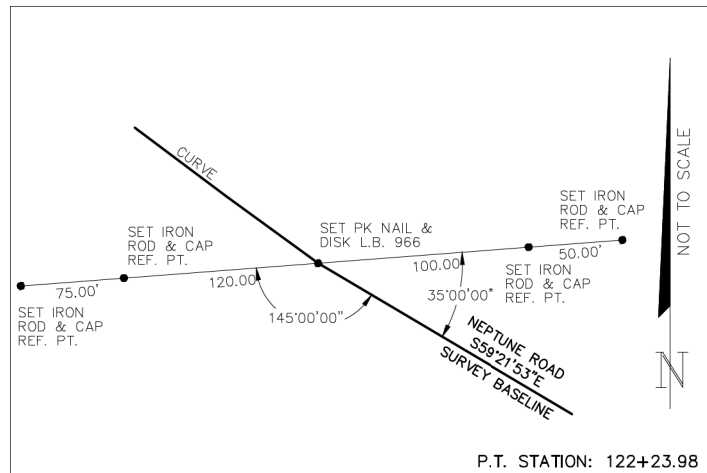 CURVE
NOT TO SCALE
SET IRON
ROD & CAP
REF. PT.
SET IRON
ROD & CAP
REF. PT.
SET PK NAIL &
DISK L.B. 966
75.00'
120.00'
100.00'
50.00'
SET IRON
ROD & CAP
REF. PT.
SET IRON
ROD & CAP
REF. PT.
145°00'00"
35°00'00"
NEPTUNE ROAD
S59°21'53"E
SURVEY BASELINE
N
P.T. STATION: 122+23.98